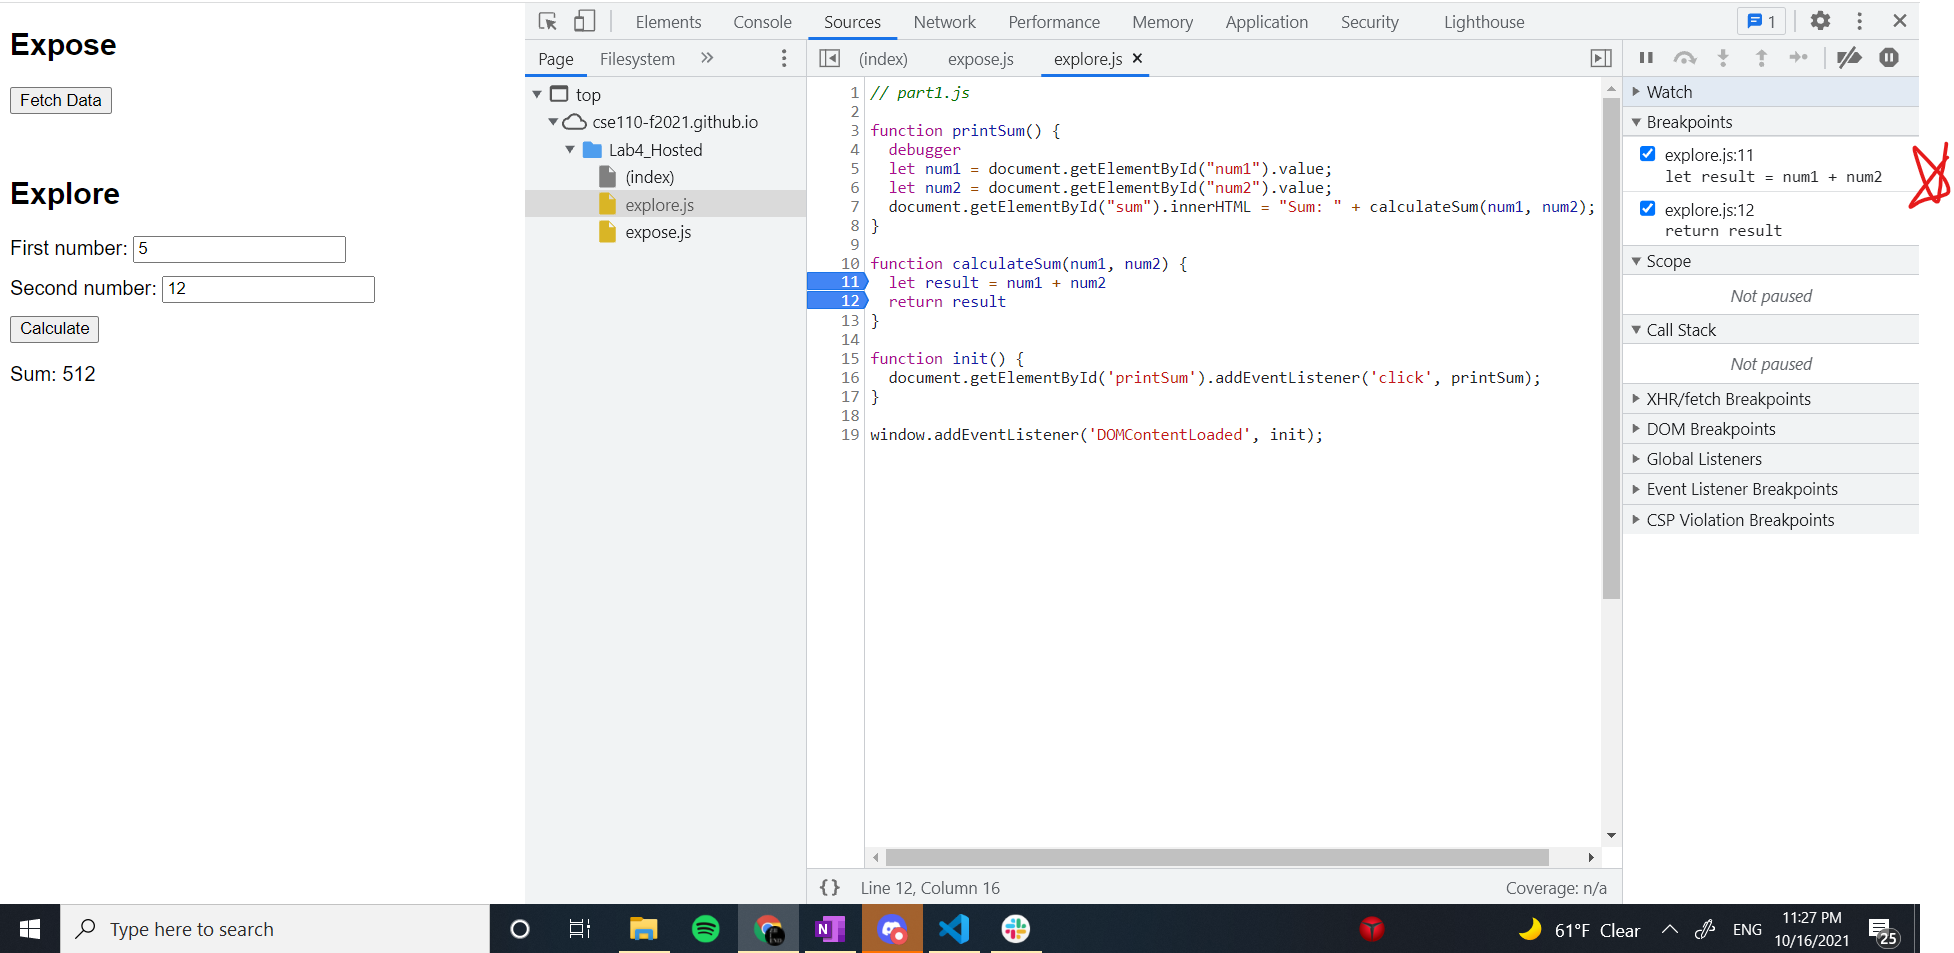 Expose
Fetch Data
Explore
First number: 5
Second number: 12
Calculate
Sum: 512
Elements Console Sources Network Performance Memory Application Security Lighthouse 1
Page Filesystem
top
cse110-f2021.github.io
Lab4_Hosted
(index)
explore.js
expose.js
(index) expose.js explore.js
1 // part1.js
2
3 function printSum() {
4   debugger
5   let num1 = document.getElementById("num1").value;
6   let num2 = document.getElementById("num2").value;
7   document.getElementById("sum").innerHTML = "Sum: " + calculateSum(num1, num2);
8 }
9
10 function calculateSum(num1, num2) {
11   let result = num1 + num2
12   return result
13 }
14
15 function init() {
16   document.getElementById('printSum').addEventListener('click', printSum);
17 }
18
19 window.addEventListener('DOMContentLoaded', init);
{} Line 12, Column 16 Coverage: n/a
Watch
Breakpoints
explore.js:11
let result = num1 + num2
explore.js:12
return result
Scope
Not paused
Call Stack
Not paused
XHR/fetch Breakpoints
DOM Breakpoints
Global Listeners
Event Listener Breakpoints
CSP Violation Breakpoints
Type here to search
N
61°F Clear
ENG
11:27 PM
10/16/2021
25